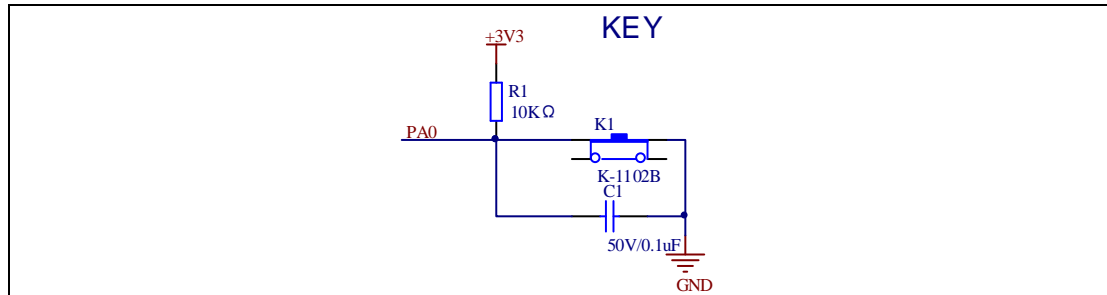 KEY
+3V3
R1
10KΩ
PA0
K1
K-1102B
C1
50V/0.1uF
GND